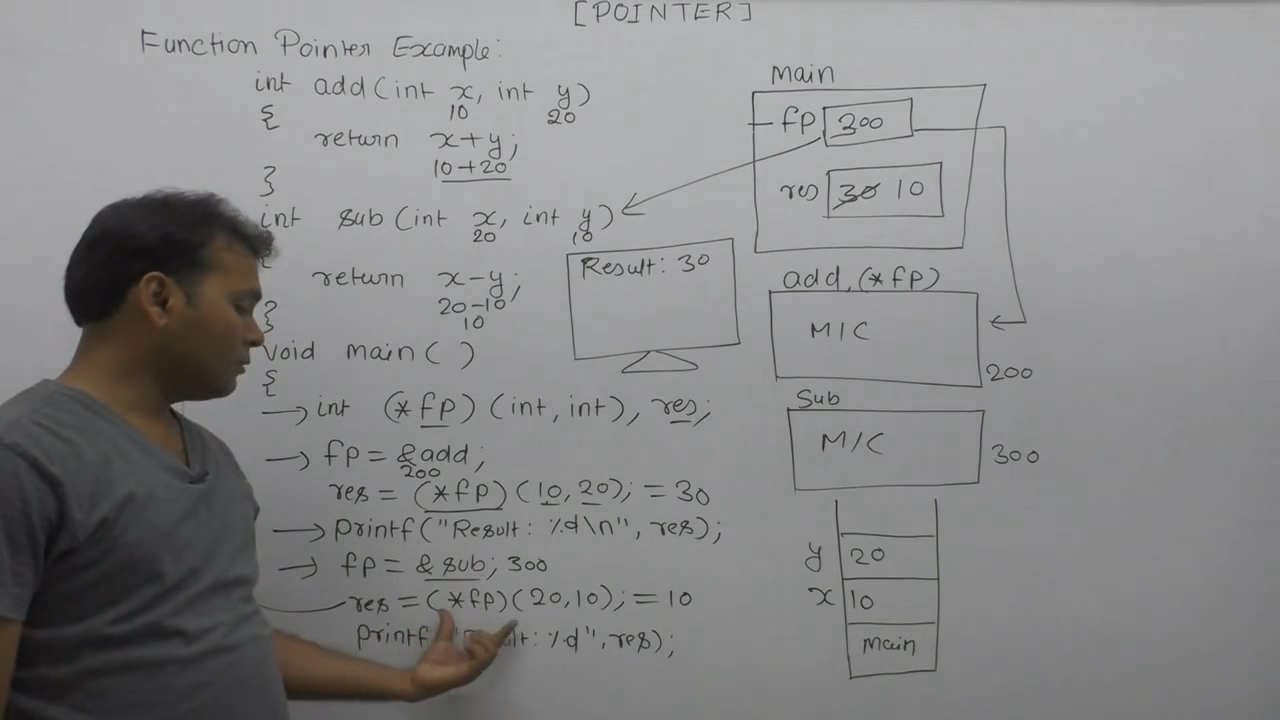 [POINTER]
Function Pointer Example:
int add(int x, int y)
10 20
{
return x+y;
10+20
}
int sub(int x, int y)
20 10
{
return x-y;
20-10
10
}
void main( )
{
int (*fp)(int, int), res;
fp = &add;
200
res = (*fp)(10, 20); = 30
printf("Result: %d\n", res);
fp = &sub; 300
res = (*fp)(20,10); = 10
printf "Result: %d", res);
Result: 30
Main
fp 300
res 30 10
add, (*fp)
M/C
200
Sub
M/C
300
y 20
x 10
Main